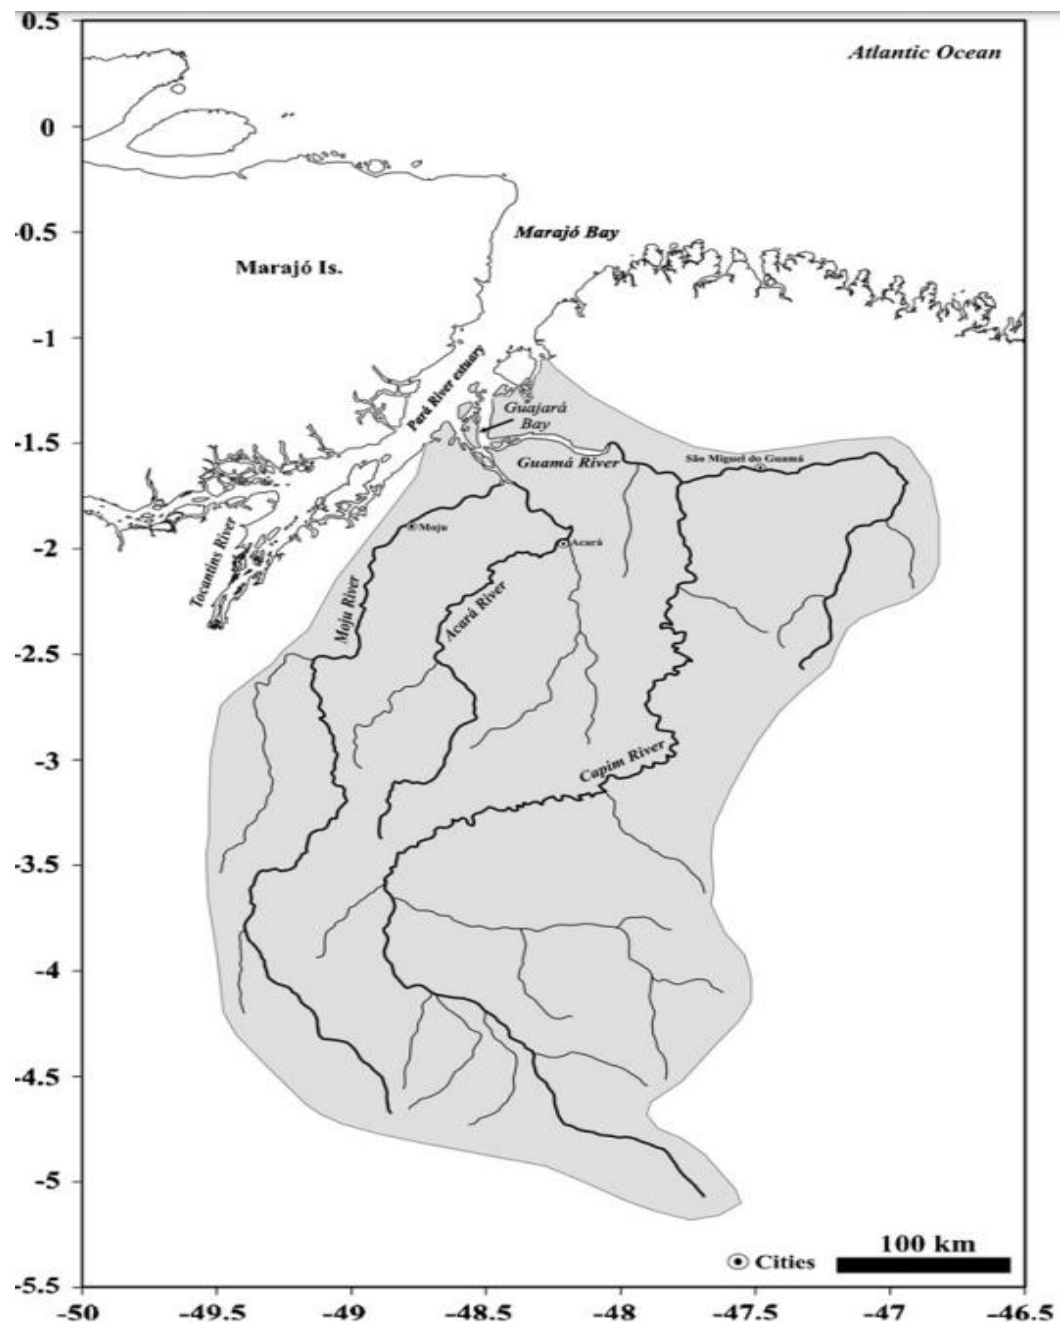 0.5
Atlantic Ocean
0
-0.5
Marajó Bay
Marajó Is.
-1
Pará River estuary
Guajará
Bay
-1.5
Guamá River
São Miguel do Guamá
Moju
Acará
-2
Tocantins River
Moju River
Acará River
-2.5
-3
Capim River
-3.5
-4
-4.5
-5
100 km
Cities
-5.5
-50 -49.5 -49 -48.5 -48 -47.5 -47 -46.5